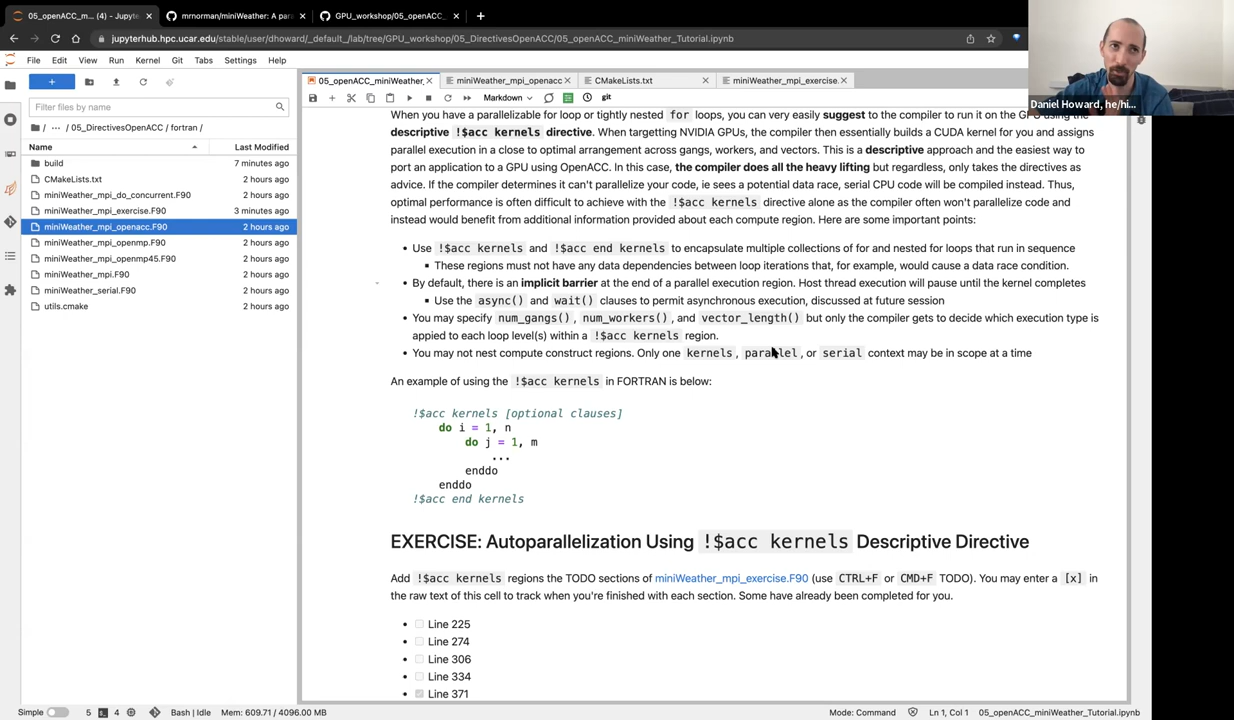 05_openACC_m... (4) - Jupyte
mrnorman/miniWeather: A para
GPU_workshop/05_openACC_
jupyterhub.hpc.ucar.edu/stable/user/dhoward/_default_/lab/tree/GPU_workshop/05_DirectivesOpenACC/05_openACC_miniWeather_Tutorial.ipynb
Daniel Howard, he/hi...
File Edit View Run Kernel Git Tabs Settings Help
05_openACC_miniWeather_
miniWeather_mpi_openacc
CMakeLists.txt
miniWeather_mpi_exercise.
Markdown
git
Filter files by name
/ ... / 05_DirectivesOpenACC / fortran /
Name Last Modified
build 7 minutes ago
CMakeLists.txt 2 hours ago
miniWeather_mpi_do_concurrent.F90 2 hours ago
miniWeather_mpi_exercise.F90 3 minutes ago
miniWeather_mpi_openacc.F90 2 hours ago
miniWeather_mpi_openmp.F90 2 hours ago
miniWeather_mpi_openmp45.F90 2 hours ago
miniWeather_mpi.F90 2 hours ago
miniWeather_serial.F90 2 hours ago
utils.cmake 2 hours ago
When you have a parallelizable for loop or tightly nested for loops, you can very easily suggest to the compiler to run it on the GPU using the
descriptive !$acc kernels directive. When targetting NVIDIA GPUs, the compiler then essentially builds a CUDA kernel for you and assigns
parallel execution in a close to optimal arrangement across gangs, workers, and vectors. This is a descriptive approach and the easiest way to
port an application to a GPU using OpenACC. In this case, the compiler does all the heavy lifting but regardless, only takes the directives as
advice. If the compiler determines it can't parallelize your code, ie sees a potential data race, serial CPU code will be compiled instead. Thus,
optimal performance is often difficult to achieve with the !$acc kernels directive alone as the compiler often won't parallelize code and
instead would benefit from additional information provided about each compute region. Here are some important points:
• Use !$acc kernels and !$acc end kernels to encapsulate multiple collections of for and nested for loops that run in sequence
▪ These regions must not have any data dependencies between loop iterations that, for example, would cause a data race condition.
• By default, there is an implicit barrier at the end of a parallel execution region. Host thread execution will pause until the kernel completes
▪ Use the async() and wait() clauses to permit asynchronous execution, discussed at future session
• You may specify num_gangs(), num_workers(), and vector_length() but only the compiler gets to decide which execution type is
appied to each loop level(s) within a !$acc kernels region.
• You may not nest compute construct regions. Only one kernels, parallel, or serial context may be in scope at a time
An example of using the !$acc kernels in FORTRAN is below:
!$acc kernels [optional clauses]
do i = 1, n
do j = 1, m
...
enddo
enddo
!$acc end kernels
EXERCISE: Autoparallelization Using !$acc kernels Descriptive Directive
Add !$acc kernels regions the TODO sections of miniWeather_mpi_exercise.F90 (use CTRL+F or CMD+F TODO). You may enter a [x] in
the raw text of this cell to track when you're finished with each section. Some have already been completed for you.
• Line 225
• Line 274
• Line 306
• Line 334
• Line 371
Simple 5 4 Bash | Idle Mem: 609.71 / 4096.00 MB Mode: Command Ln 1, Col 1 05_openACC_miniWeather_Tutorial.ipynb